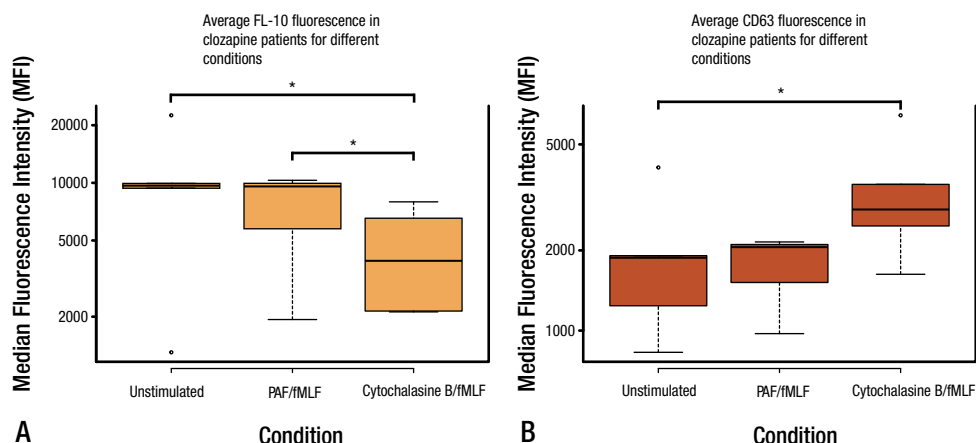 A
Average FL-10 fluorescence in
clozapine patients for different
conditions
Median Fluorescence Intensity (MFI)
20000
10000
5000
2000
*
*
Unstimulated
PAF/fMLF
Cytochalasine B/fMLF
Condition
B
Average CD63 fluorescence in
clozapine patients for different
conditions
Median Fluorescence Intensity (MFI)
5000
2000
1000
*
Unstimulated
PAF/fMLF
Cytochalasine B/fMLF
Condition